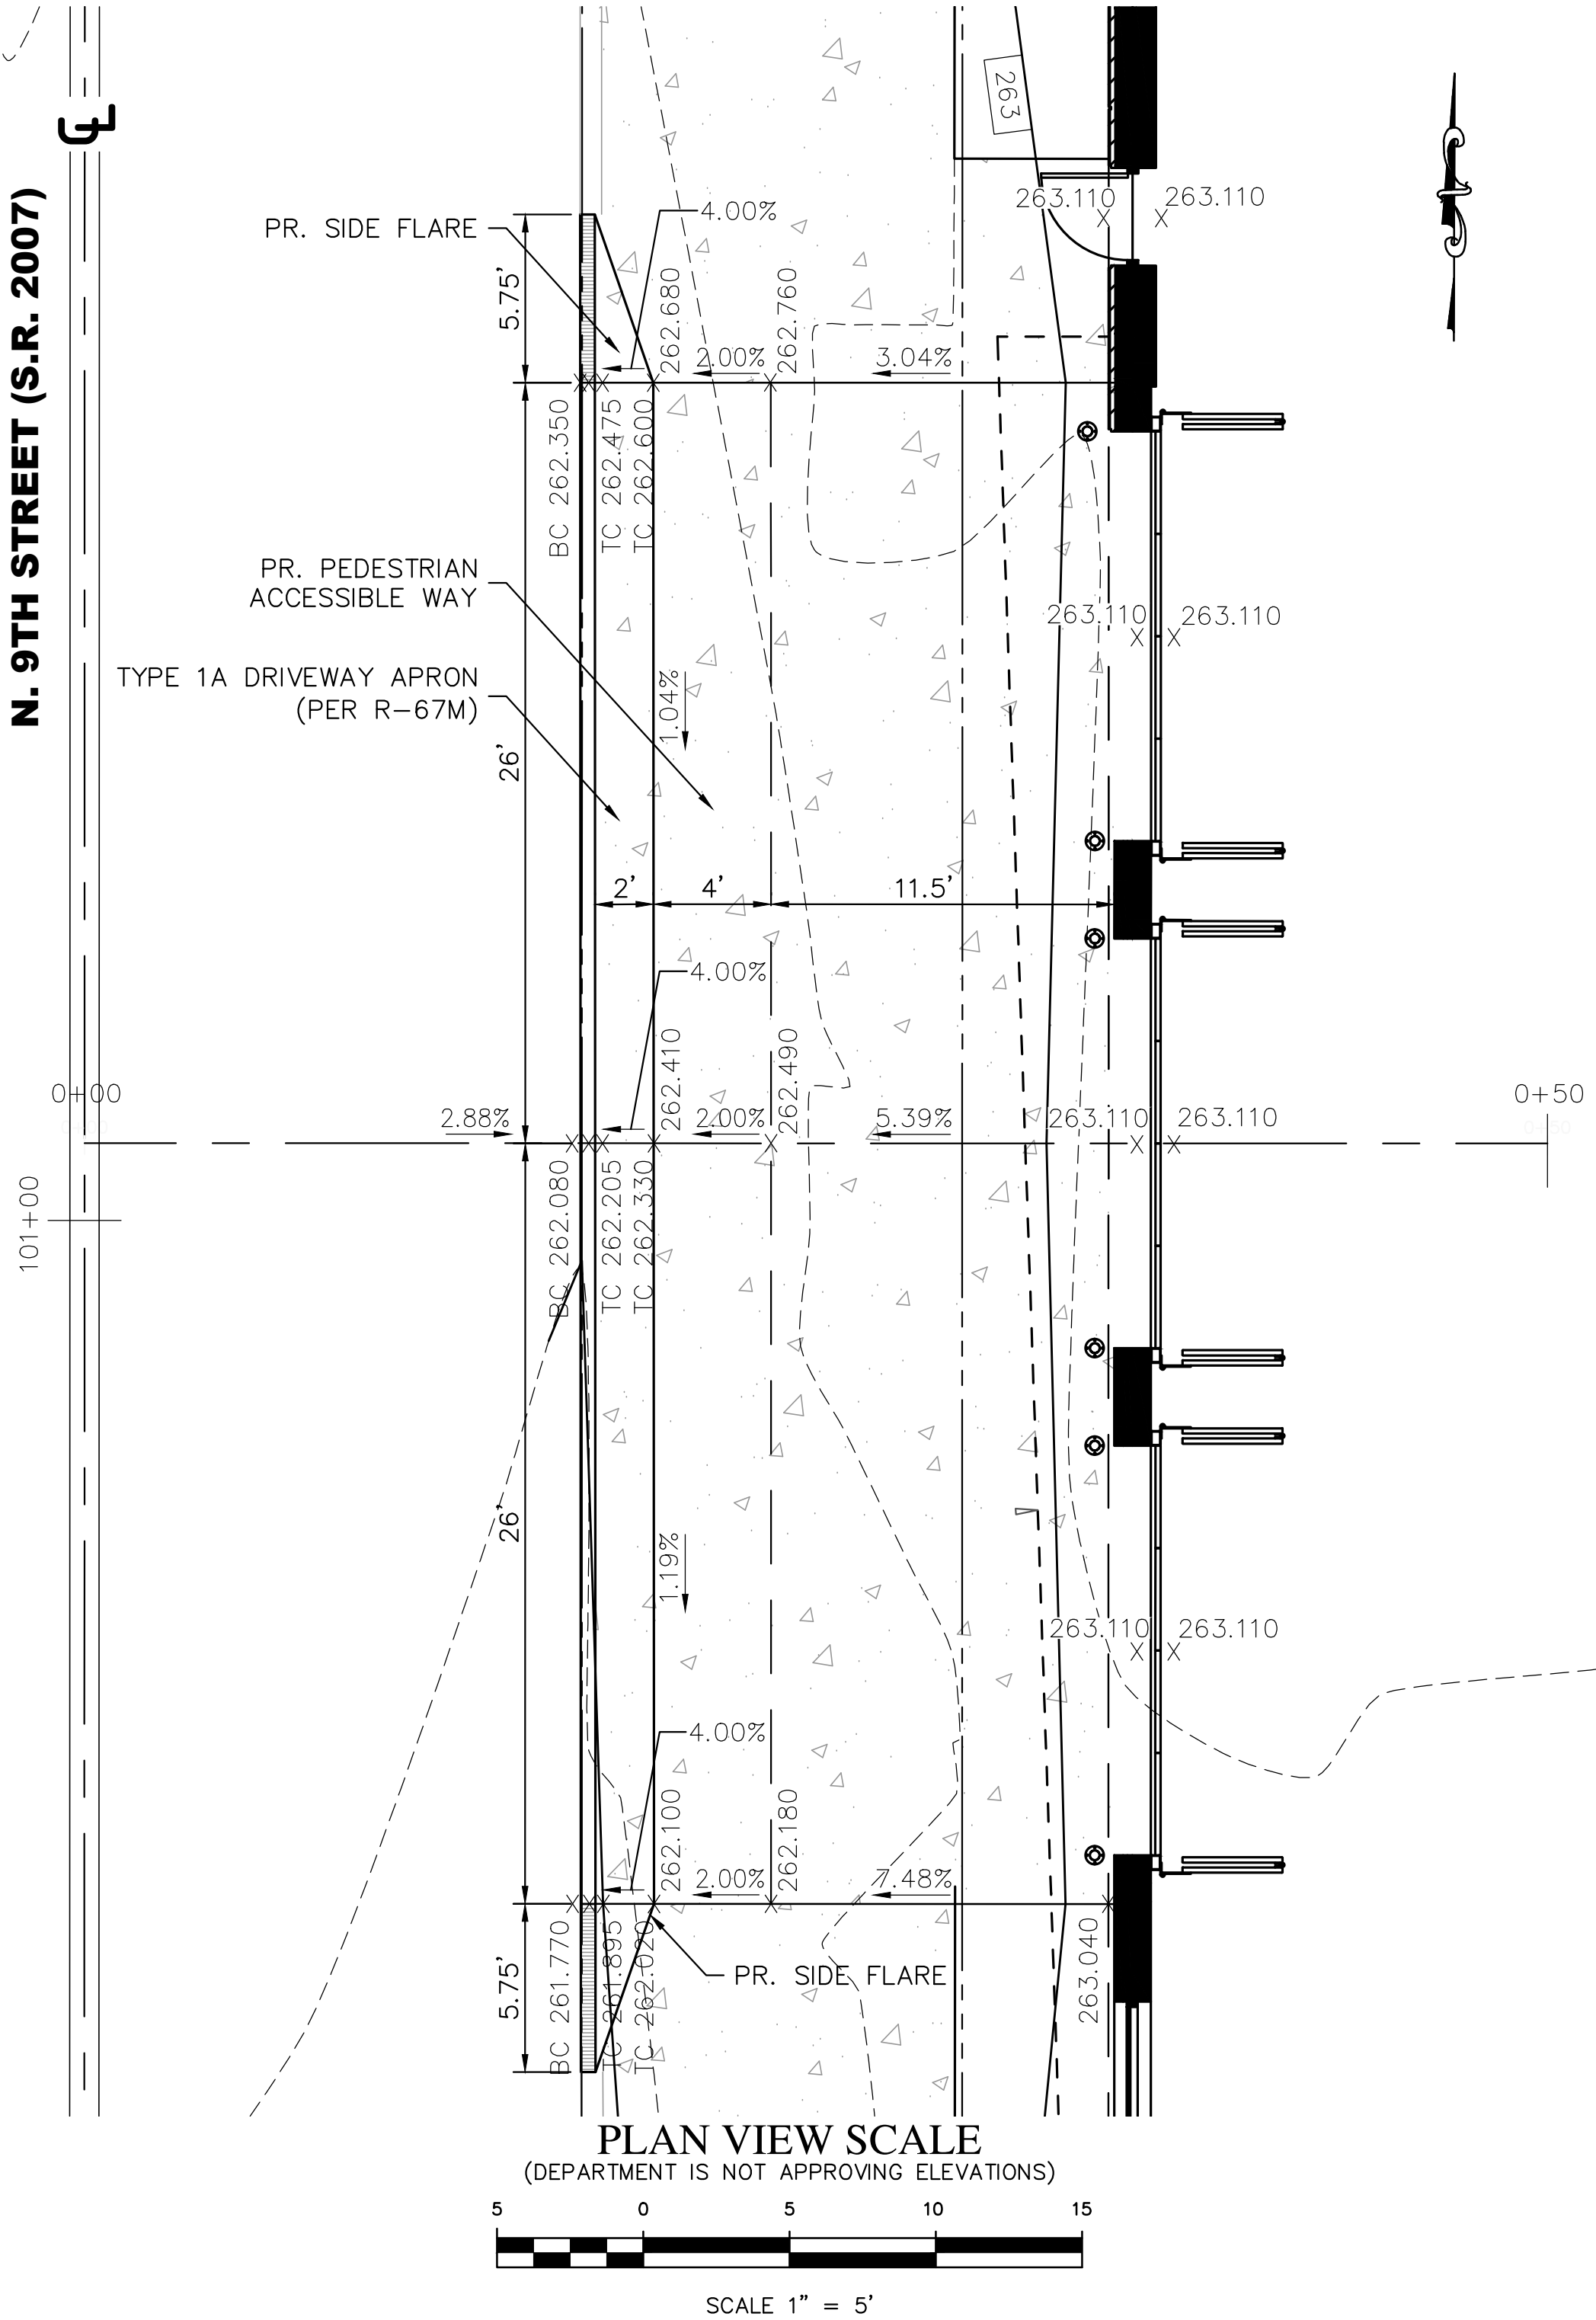 N. 9TH STREET (S.R. 2007)
CL
263
263.110
263.110
PR. SIDE FLARE
4.00%
5.75'
262.680
262.760
2.00%
3.04%
BC 262.350
TC 262.475
TC 262.600
PR. PEDESTRIAN
ACCESSIBLE WAY
263.110
263.110
TYPE 1A DRIVEWAY APRON
(PER R-67M)
1.04%
26'
2'
4'
11.5'
4.00%
262.410
262.490
0+00
0+50
2.88%
2.00%
5.39%
263.110
263.110
BC 262.080
TC 262.205
TC 262.330
101+00
26'
1.19%
263.110
263.110
4.00%
262.100
262.180
2.00%
7.48%
BC 261.770
TC 261.895
TC 262.020
263.040
5.75'
PR. SIDE FLARE
PLAN VIEW SCALE
(DEPARTMENT IS NOT APPROVING ELEVATIONS)
5 0 5 10 15
SCALE 1" = 5'